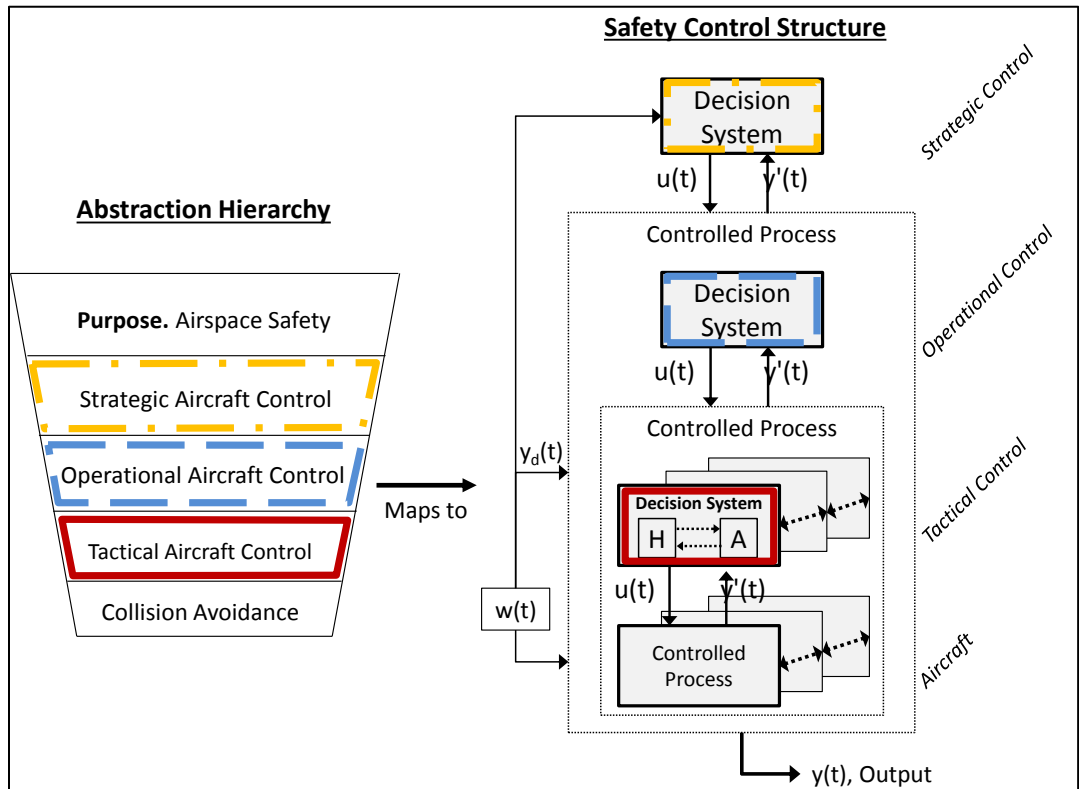 Safety Control Structure
Strategic Control
Decision
System
u(t)
y'(t)
Abstraction Hierarchy
Purpose. Airspace Safety
Strategic Aircraft Control
Operational Aircraft Control
Tactical Aircraft Control
Collision Avoidance
Maps to
Controlled Process
Operational Control
Decision
System
u(t)
y'(t)
Controlled Process
y_d(t)
Tactical Control
Decision System
H
A
u(t)
y'(t)
w(t)
Aircraft
Controlled
Process
y(t), Output